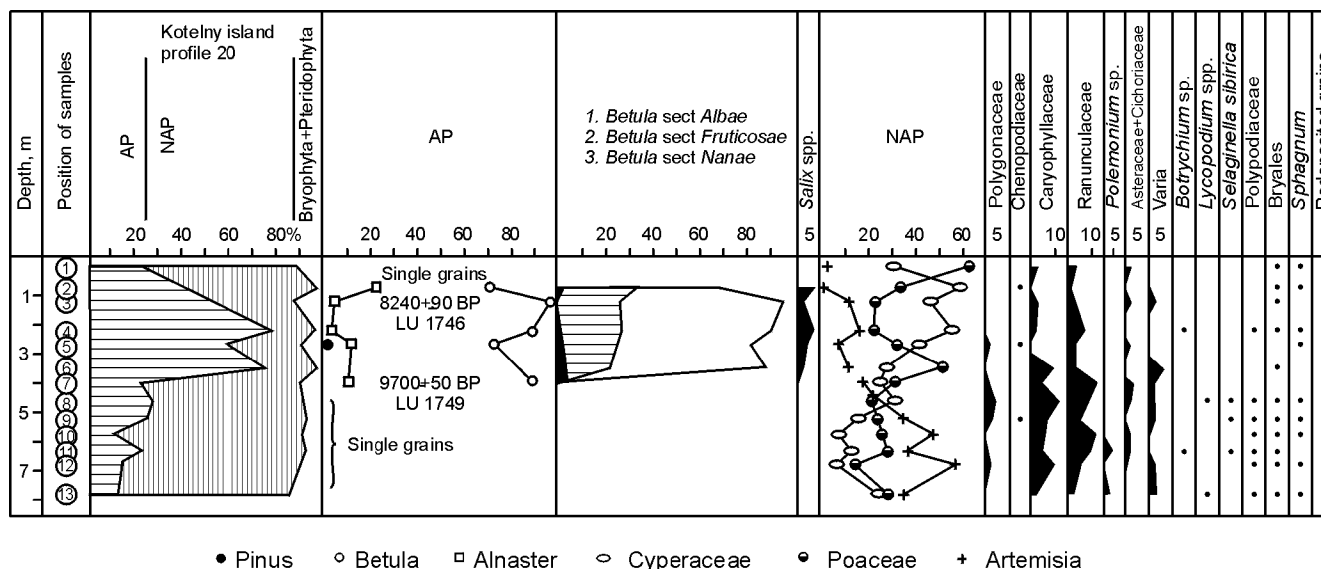 Kotelny island
profile 20
Depth, m
Position of samples
AP
NAP
Bryophyta+Pteridophyta
20 40 60 80%
AP
20 40 60 80
1. Betula sect Albae
2. Betula sect Fruticosae
3. Betula sect Nanae
20 40 60 80
Salix spp.
5
NAP
20 40 60
Polygonaceae
5
Chenopodiaceae
Caryophyllaceae
10
Ranunculaceae
10
Polemonium sp.
5
Asteraceae+Cichoriaceae
5
Varia
5
Botrychium sp.
Lycopodium spp.
Selaginella sibirica
Polypodiaceae
Bryales
Sphagnum
1
3
5
7
1
2
3
4
5
6
7
8
9
10
11
12
13
Single grains
8240±90 BP
LU 1746
9700±50 BP
LU 1749
Single grains
Pinus Betula Alnaster Cyperaceae Poaceae Artemisia